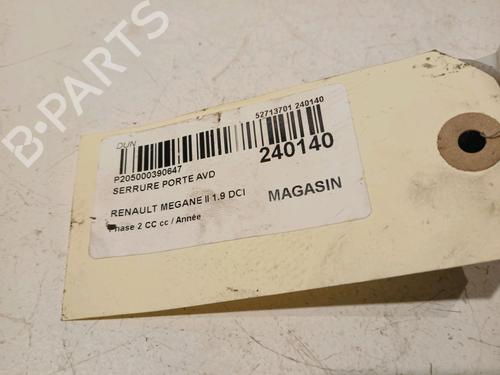 B-PARTS
DUN
52713701 240140
P205000390647
240140
SERRURE PORTE AVD
RENAULT MEGANE II 1.9 DCI
MAGASIN
Phase 2 CC cc / Année